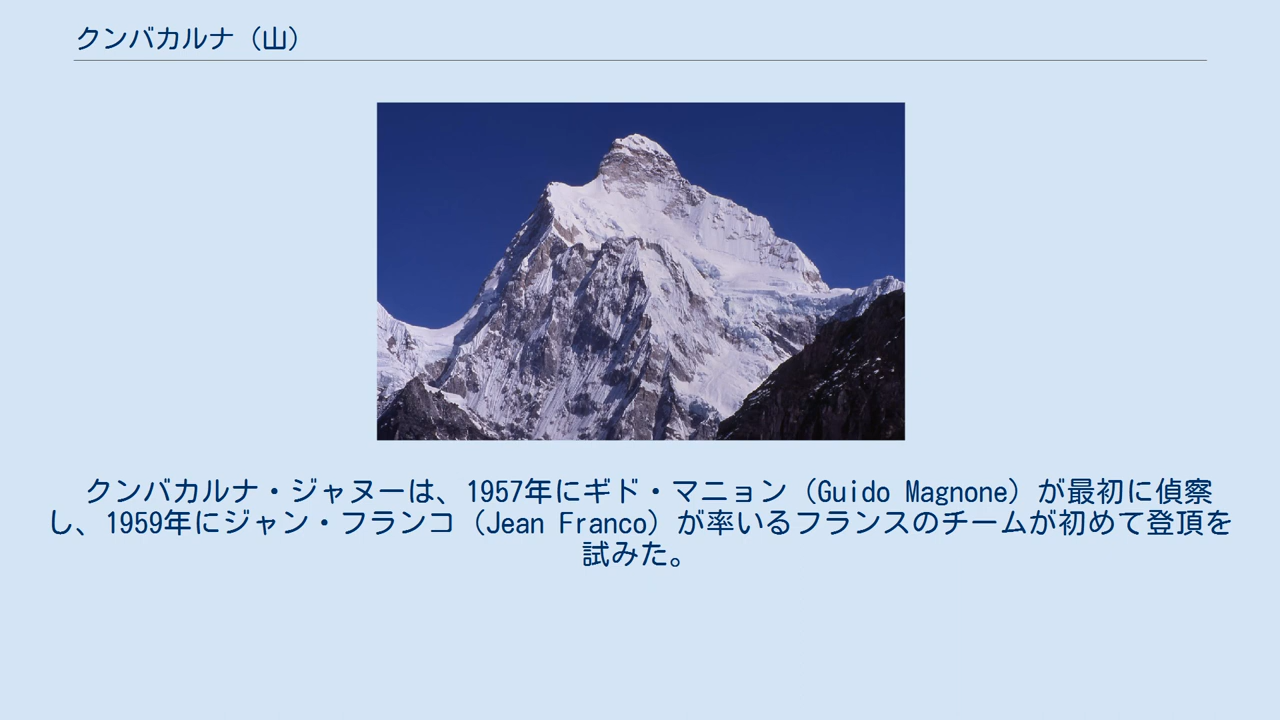 クンバカルナ（山）
クンバカルナ・ジャヌーは、1957年にギド・マニョン（Guido Magnone）が最初に偵察
し、1959年にジャン・フランコ（Jean Franco）が率いるフランスのチームが初めて登頂を
試みた。